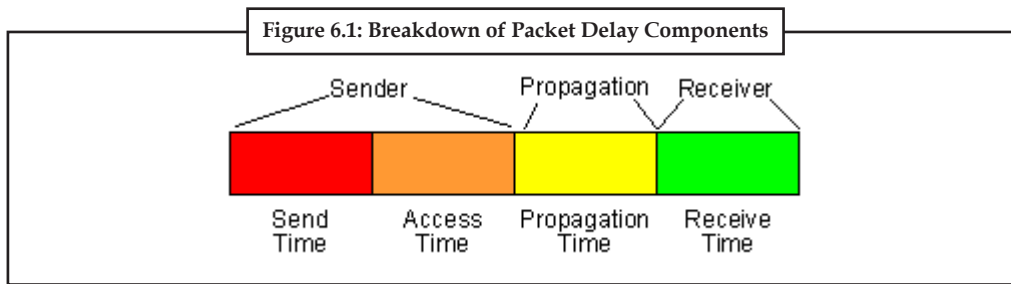 Figure 6.1: Breakdown of Packet Delay Components
Sender Propagation Receiver
Send Access Propagation Receive
Time Time Time Time